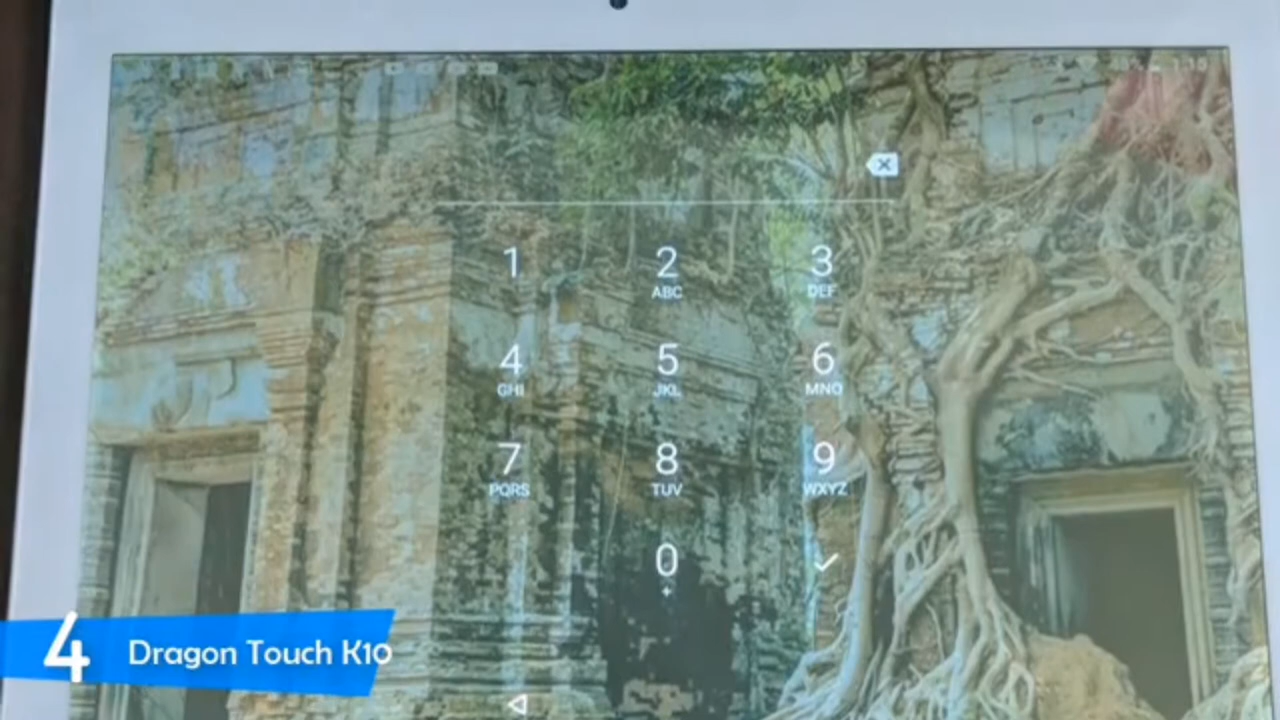 1
2
3
ABC
DEF
4
5
6
GHI
JKL
MNO
7
8
9
PQRS
TUV
WXYZ
0
+
4 Dragon Touch K10